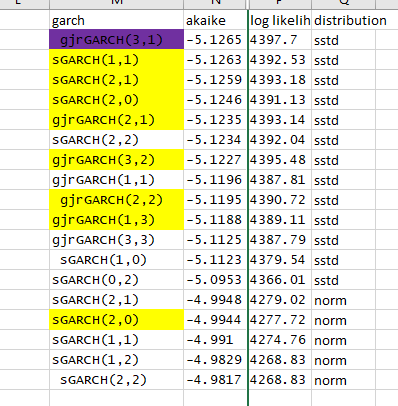 L M N P Q
garch akaike log likelih distribution
gjrGARCH(3,1) -5.1265 4397.7 sstd
sGARCH(1,1) -5.1263 4392.53 sstd
sGARCH(2,1) -5.1259 4393.18 sstd
sGARCH(2,0) -5.1246 4391.13 sstd
gjrGARCH(2,1) -5.1235 4393.14 sstd
sGARCH(2,2) -5.1234 4392.04 sstd
gjrGARCH(3,2) -5.1227 4395.48 sstd
gjrGARCH(1,1) -5.1196 4387.81 sstd
gjrGARCH(2,2) -5.1195 4390.72 sstd
gjrGARCH(1,3) -5.1188 4389.11 sstd
gjrGARCH(3,3) -5.1125 4387.79 sstd
sGARCH(1,0) -5.1123 4379.54 sstd
sGARCH(0,2) -5.0953 4366.01 sstd
sGARCH(2,1) -4.9948 4279.02 norm
sGARCH(2,0) -4.9944 4277.72 norm
sGARCH(1,1) -4.991 4274.76 norm
sGARCH(1,2) -4.9829 4268.83 norm
sGARCH(2,2) -4.9817 4268.83 norm